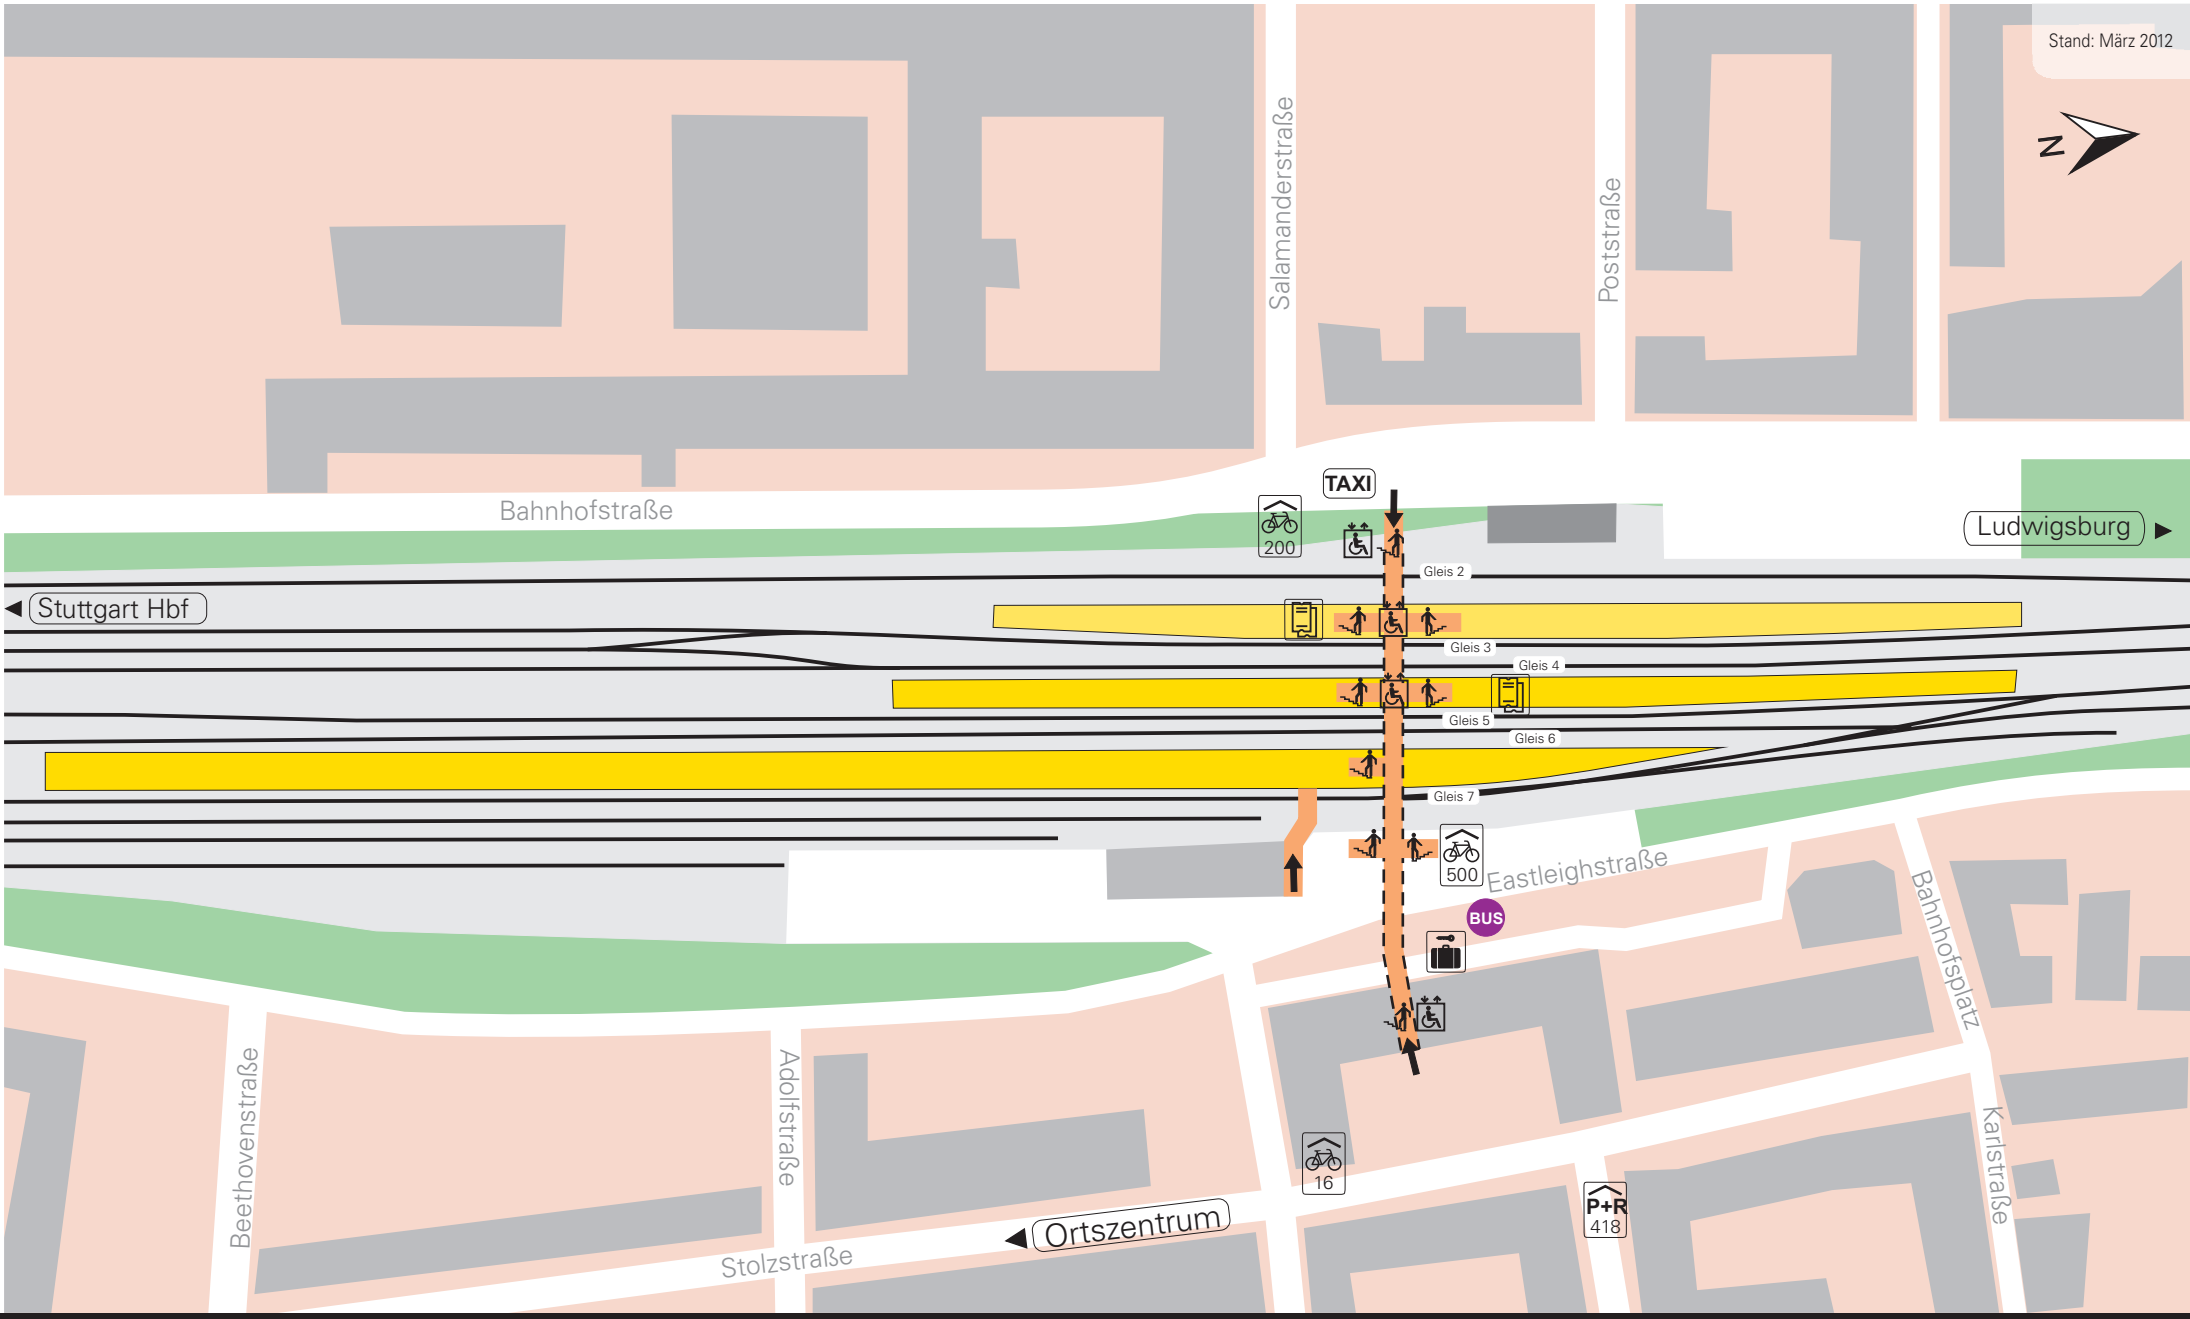 Stand: März 2012
N
Salamanderstraße
Poststraße
TAXI
Bahnhofstraße
200
Ludwigsburg
Gleis 2
Stuttgart Hbf
Gleis 3
Gleis 4
Gleis 5
Gleis 6
Gleis 7
500
Eastleighstraße
BUS
Bahnhofsplatz
Beethovenstraße
Adolfstraße
16
Karlstraße
P+R
418
Ortszentrum
Stolzstraße